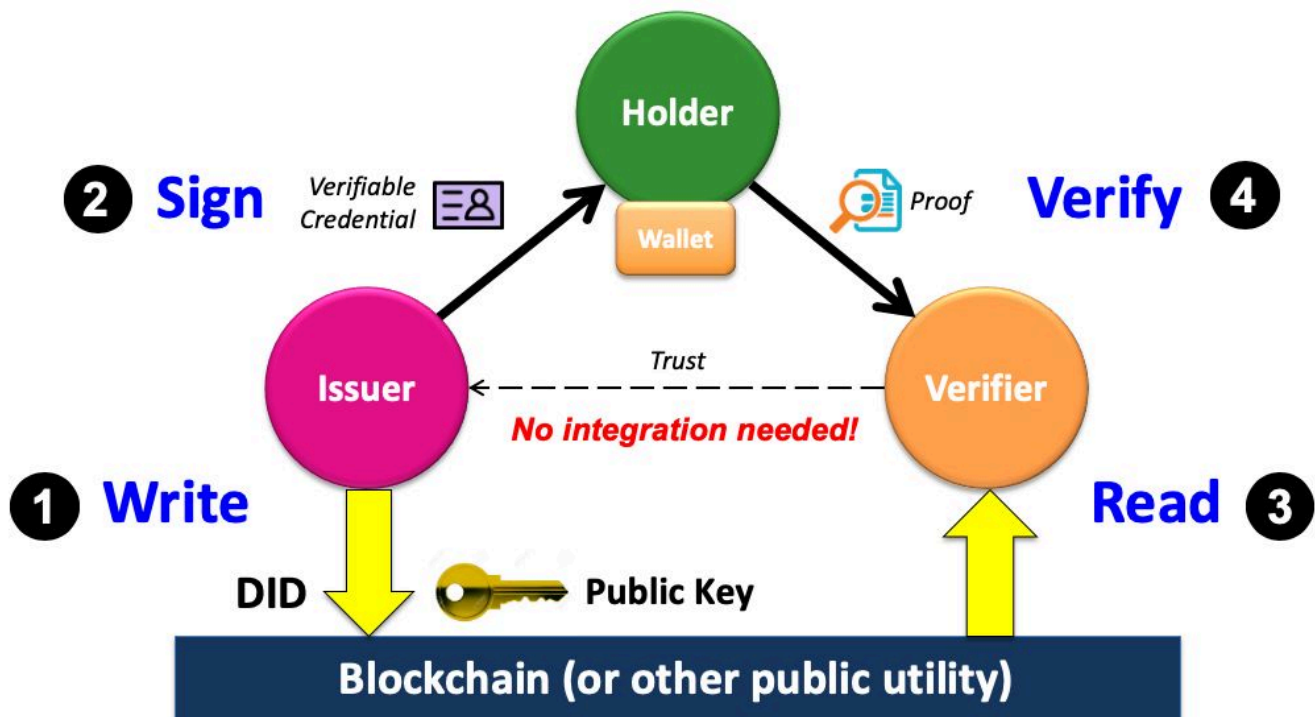 Holder
2 Sign
Verifiable
Credential
Proof
Verify 4
Wallet
Issuer
Trust
Verifier
No integration needed!
1 Write
Read 3
DID
Public Key
Blockchain (or other public utility)